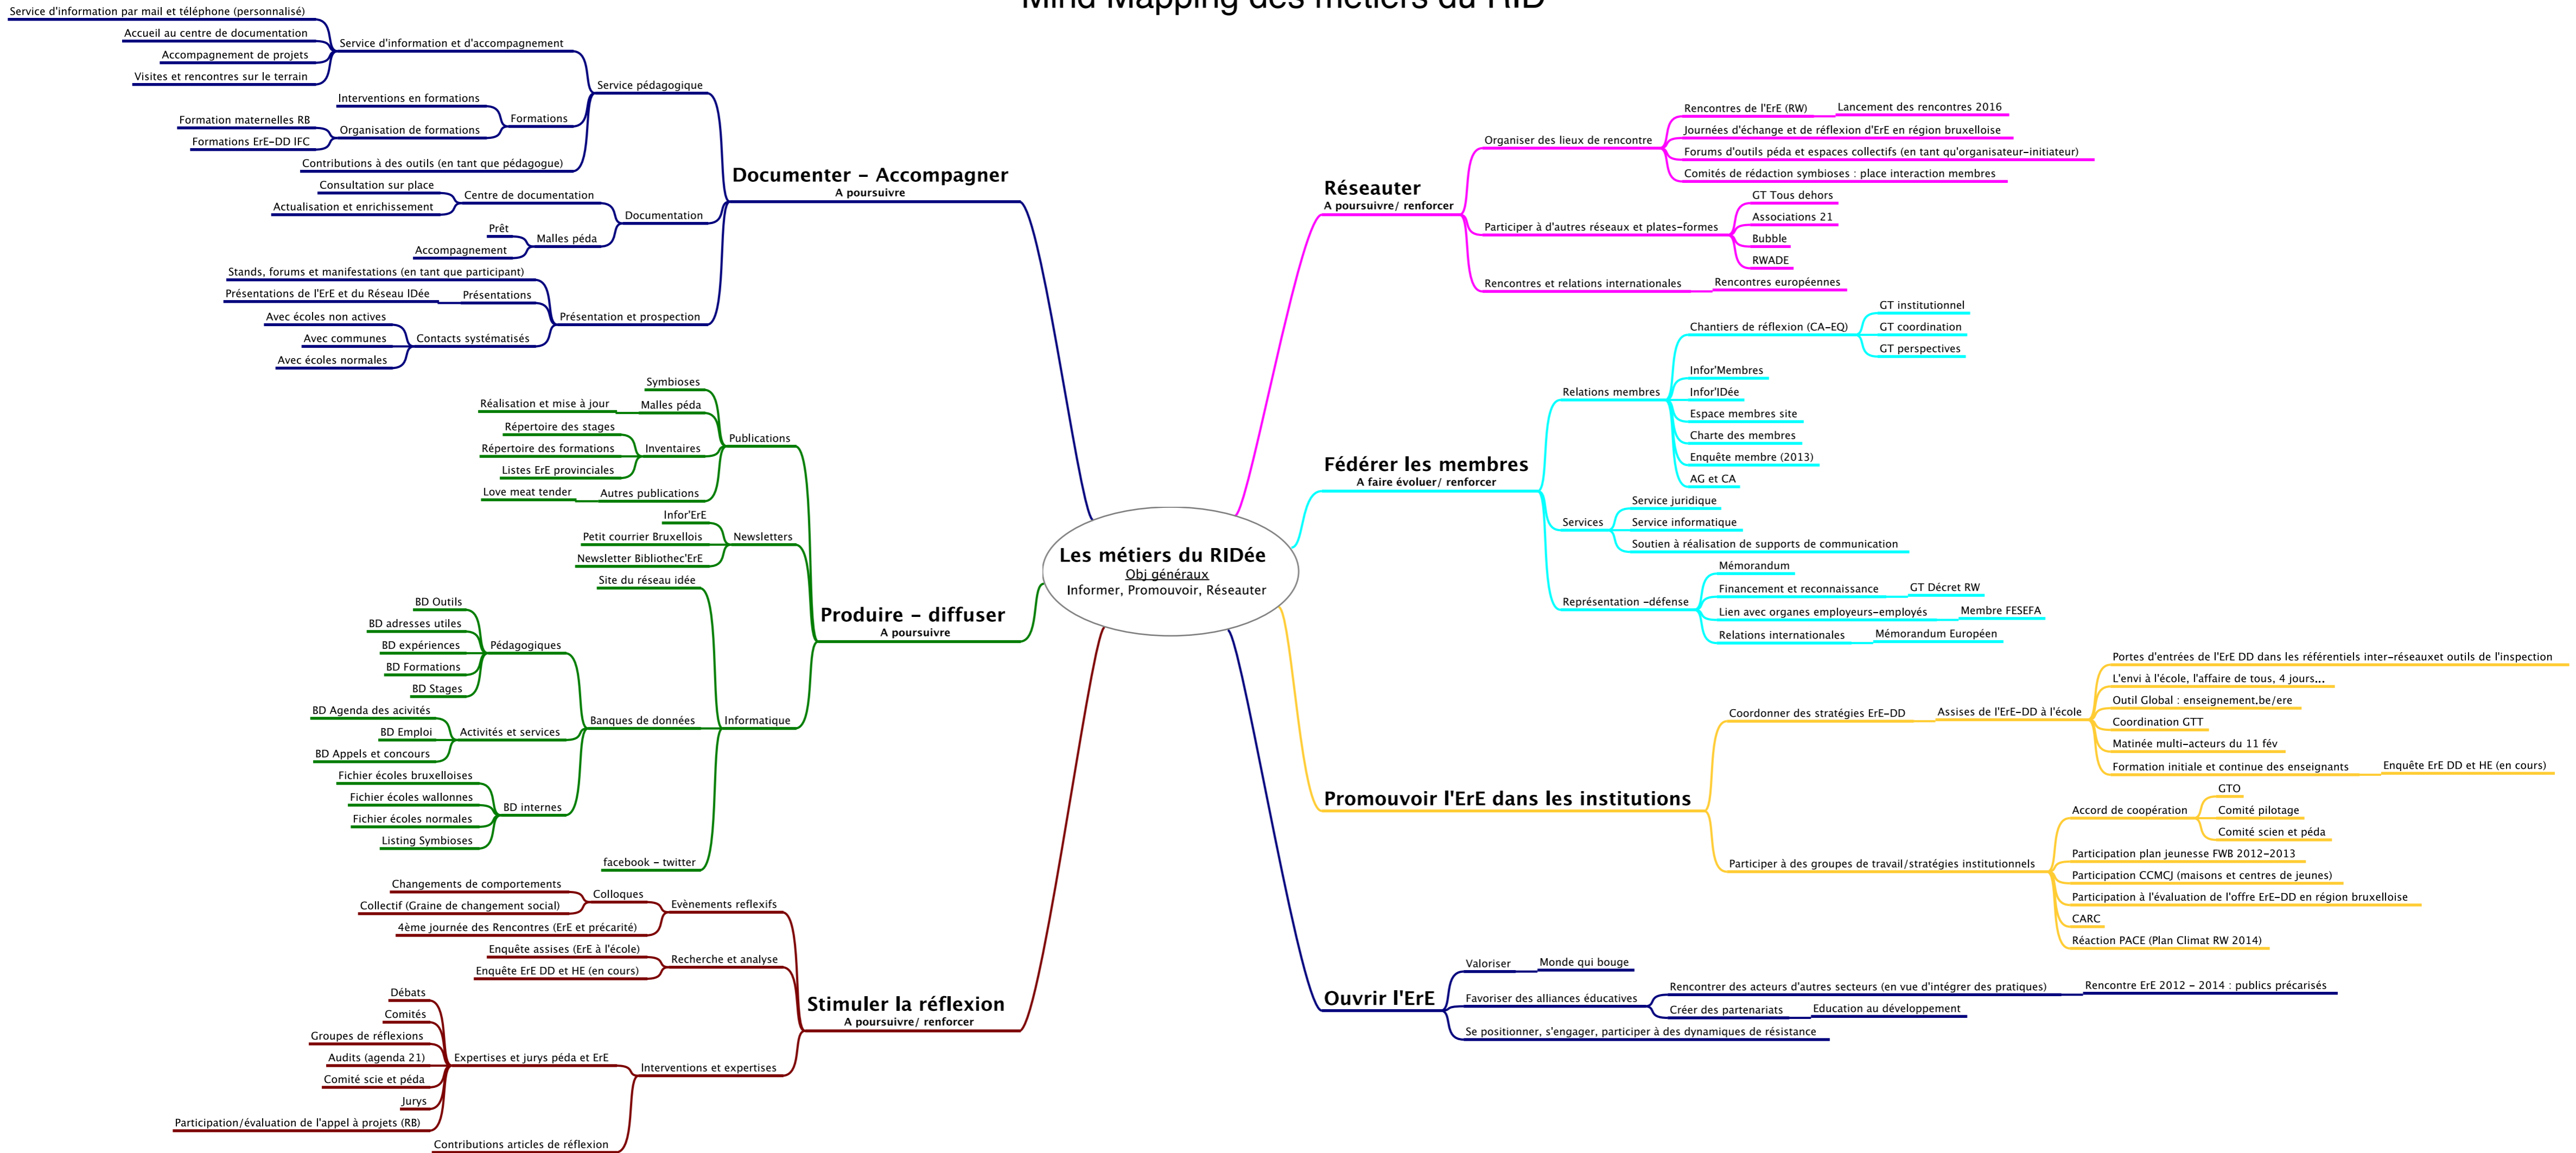 Mind Mapping des métiers du RID
Service d'information par mail et téléphone (personnalisé)
Accueil au centre de documentation
Accompagnement de projets
Visites et rencontres sur le terrain
Service d'information et d'accompagnement
Interventions en formations
Formation maternelles RB
Formations ErE-DD IFC
Organisation de formations
Formations
Contributions à des outils (en tant que pédagogue)
Service pédagogique
Consultation sur place
Actualisation et enrichissement
Centre de documentation
Prêt
Accompagnement
Malles péda
Documentation
Stands, forums et manifestations (en tant que participant)
Présentations de l'ErE et du Réseau IDée
Présentations
Avec écoles non actives
Avec communes
Avec écoles normales
Contacts systématisés
Présentation et prospection
Documenter - Accompagner
A poursuivre
Symbioses
Réalisation et mise à jour
Malles péda
Répertoire des stages
Répertoire des formations
Listes ErE provinciales
Inventaires
Love meat tender
Autres publications
Publications
Infor'ErE
Petit courrier Bruxellois
Newsletter Bibliothec'ErE
Newsletters
Site du réseau idée
BD Outils
BD adresses utiles
BD expériences
BD Formations
BD Stages
Pédagogiques
BD Agenda des acivités
BD Emploi
BD Appels et concours
Activités et services
Fichier écoles bruxelloises
Fichier écoles wallonnes
Fichier écoles normales
Listing Symbioses
BD internes
Banques de données
facebook - twitter
Informatique
Produire - diffuser
A poursuivre
Changements de comportements
Collectif (Graine de changement social)
Colloques
4ème journée des Rencontres (ErE et précarité)
Evènements reflexifs
Enquête assises (ErE à l'école)
Enquête ErE DD et HE (en cours)
Recherche et analyse
Débats
Comités
Groupes de réflexions
Audits (agenda 21)
Comité scie et péda
Jurys
Participation/évaluation de l'appel à projets (RB)
Expertises et jurys péda et ErE
Contributions articles de réflexion
Interventions et expertises
Stimuler la réflexion
A poursuivre/ renforcer
Les métiers du RIDée
Obj généraux
Informer, Promouvoir, Réseauter
Réseauter
A poursuivre/ renforcer
Organiser des lieux de rencontre
Rencontres de l'ErE (RW)
Lancement des rencontres 2016
Journées d'échange et de réflexion d'ErE en région bruxelloise
Forums d'outils péda et espaces collectifs (en tant qu'organisateur-initiator)
Comités de rédaction symbioses : place interaction membres
Participer à d'autres réseaux et plates-formes
GT Tous dehors
Associations 21
Bubble
RWADE
Rencontres et relations internationales
Rencontres européennes
Fédérer les membres
A faire évoluer/ renforcer
Relations membres
Chantiers de réflexion (CA-EQ)
GT institutionnel
GT coordination
GT perspectives
Infor'Membres
Infor'IDée
Espace membres site
Charte des membres
Enquête membre (2013)
AG et CA
Services
Service juridique
Service informatique
Soutien à réalisation de supports de communication
Représentation -défense
Mémorandum
Financement et reconnaissance
GT Décret RW
Lien avec organes employeurs-employés
Membre FESEFA
Relations internationales
Mémorandum Européen
Promouvoir l'ErE dans les institutions
Coordonner des stratégies ErE-DD
Assises de l'ErE-DD à l'école
Portes d'entrées de l'ErE DD dans les référentiels inter-réseauxet outils de l'inspection
L'envi à l'école, l'affaire de tous, 4 jours...
Outil Global : enseignement.be/ere
Coordination GTT
Matinée multi-acteurs du 11 fév
Formation initiale et continue des enseignants
Enquête ErE DD et HE (en cours)
Participer à des groupes de travail/stratégies institutionnels
Accord de coopération
GTO
Comité pilotage
Comité scien et péda
Participation plan jeunesse FWB 2012-2013
Participation CCMCJ (maisons et centres de jeunes)
Participation à l'évaluation de l'offre ErE-DD en région bruxelloise
CARC
Réaction PACE (Plan Climat RW 2014)
Ouvrir l'ErE
Valoriser
Monde qui bouge
Favoriser des alliances éducatives
Rencontrer des acteurs d'autres secteurs (en vue d'intégrer des pratiques)
Rencontre ErE 2012 - 2014 : publics précarisés
Créer des partenariats
Education au développement
Se positionner, s'engager, participer à des dynamiques de résistance